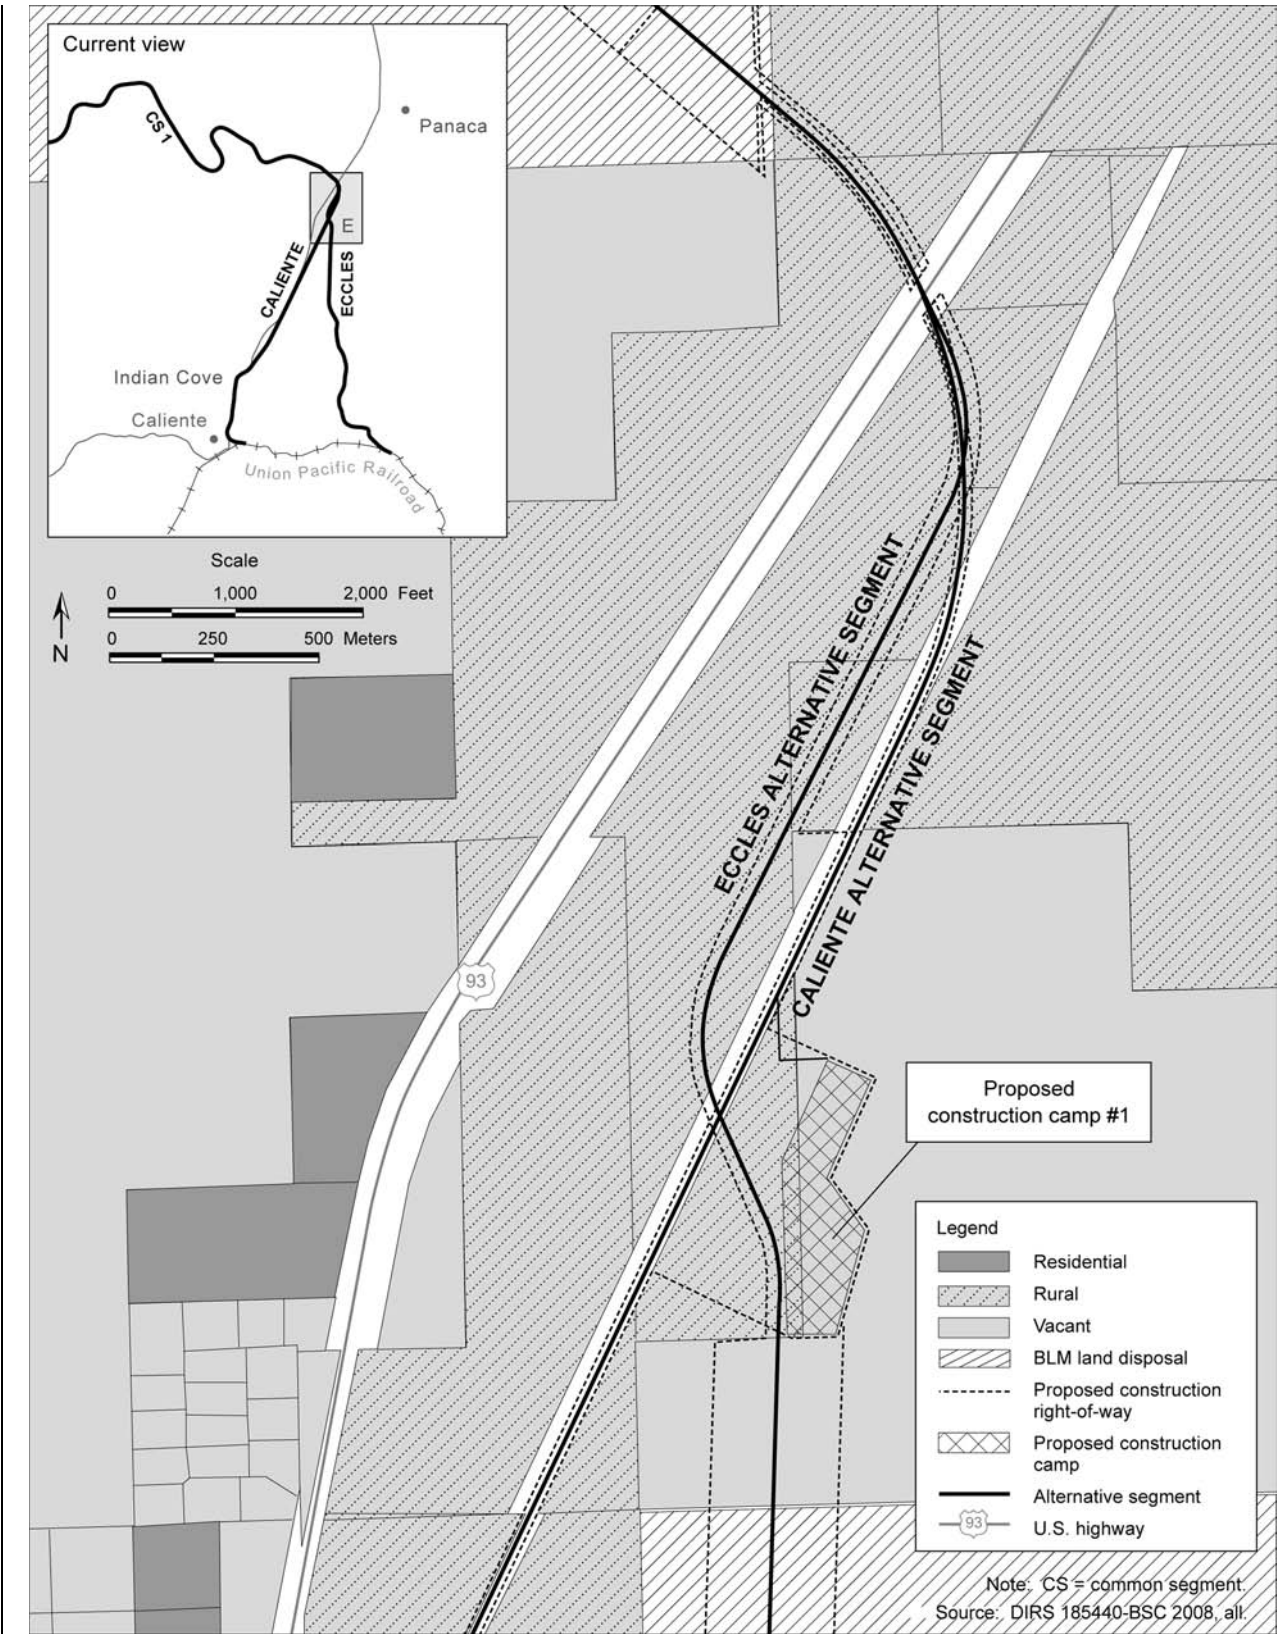 Current view
CS 1
Panaca
E
CALIENTE
ECCLES
Indian Cove
Caliente
Union Pacific Railroad
Scale
0 1,000 2,000 Feet
0 250 500 Meters
N
ECCLES ALTERNATIVE SEGMENT
CALIENTE ALTERNATIVE SEGMENT
93
Proposed
construction camp #1
Legend
Residential
Rural
Vacant
BLM land disposal
Proposed construction
right-of-way
Proposed construction
camp
Alternative segment
93 U.S. highway
Note: CS = common segment.
Source: DIRS 185440-BSC 2008, all.